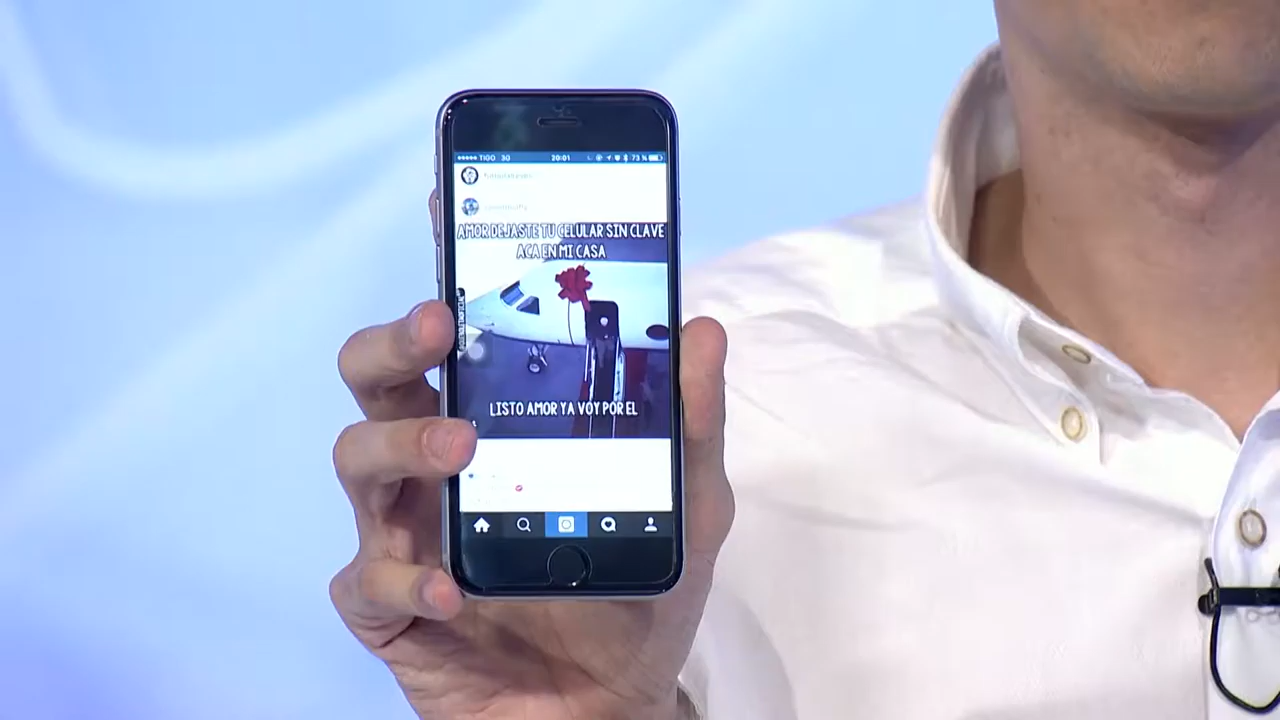 TIGO 3G 20:01 73 %
AMOR DEJASTE TU CELULAR SIN CLAVE
ACA EN MI CASA
LISTO AMOR YA VOY POR EL